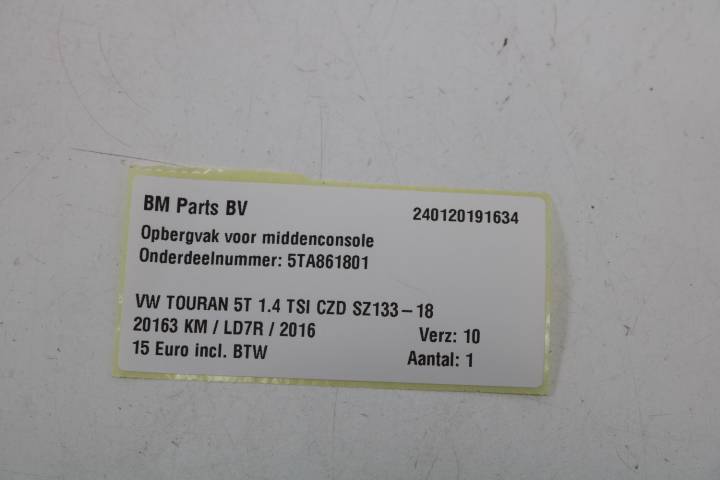 BM Parts BV 240120191634
Opbergvak voor middenconsole
Onderdeelnummer: 5TA861801
VW TOURAN 5T 1.4 TSI CZD SZ133-18
20163 KM / LD7R / 2016 Verz: 10
15 Euro incl. BTW Aantal: 1